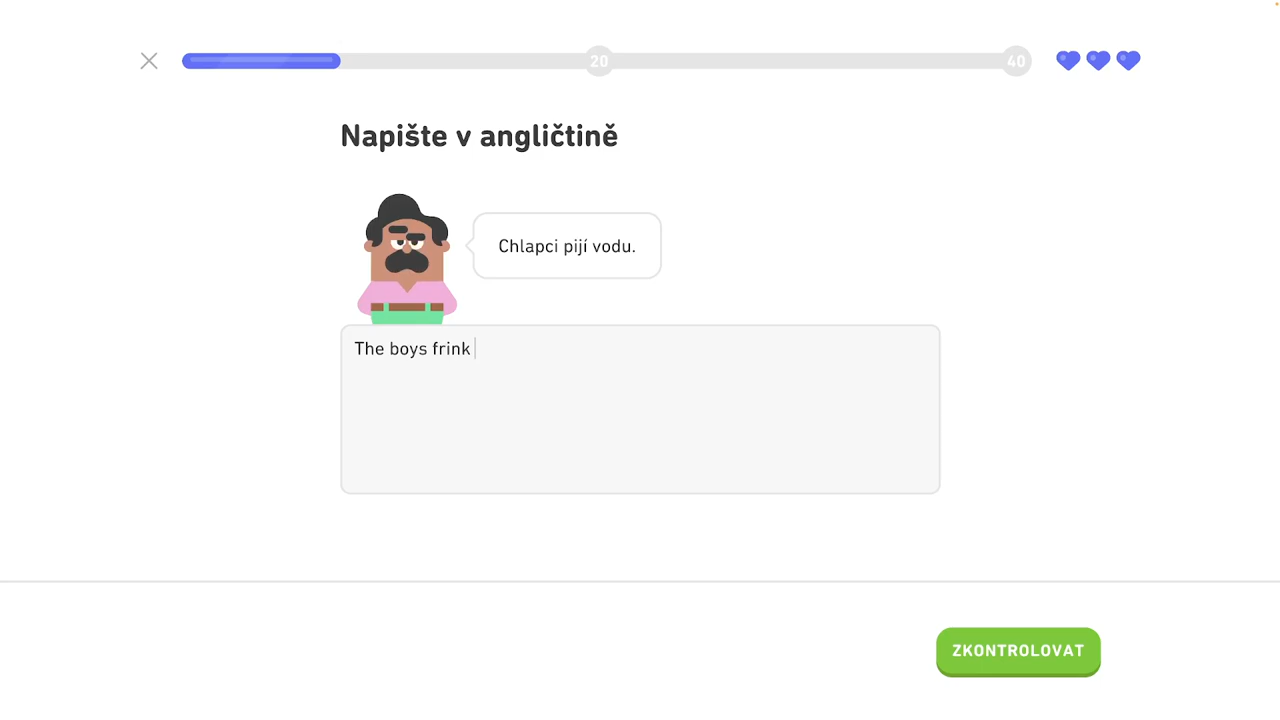 20
40
Napište v angličtině
Chlapci pijí vodu.
The boys frink
ZKONTROLOVAT